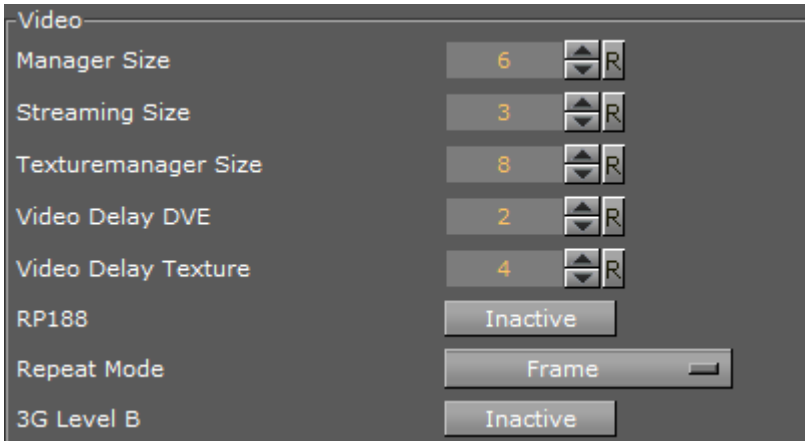 Video
Manager Size 6 R
Streaming Size 3 R
Texturemanager Size 8 R
Video Delay DVE 2 R
Video Delay Texture 4 R
RP188 Inactive
Repeat Mode Frame
3G Level B Inactive